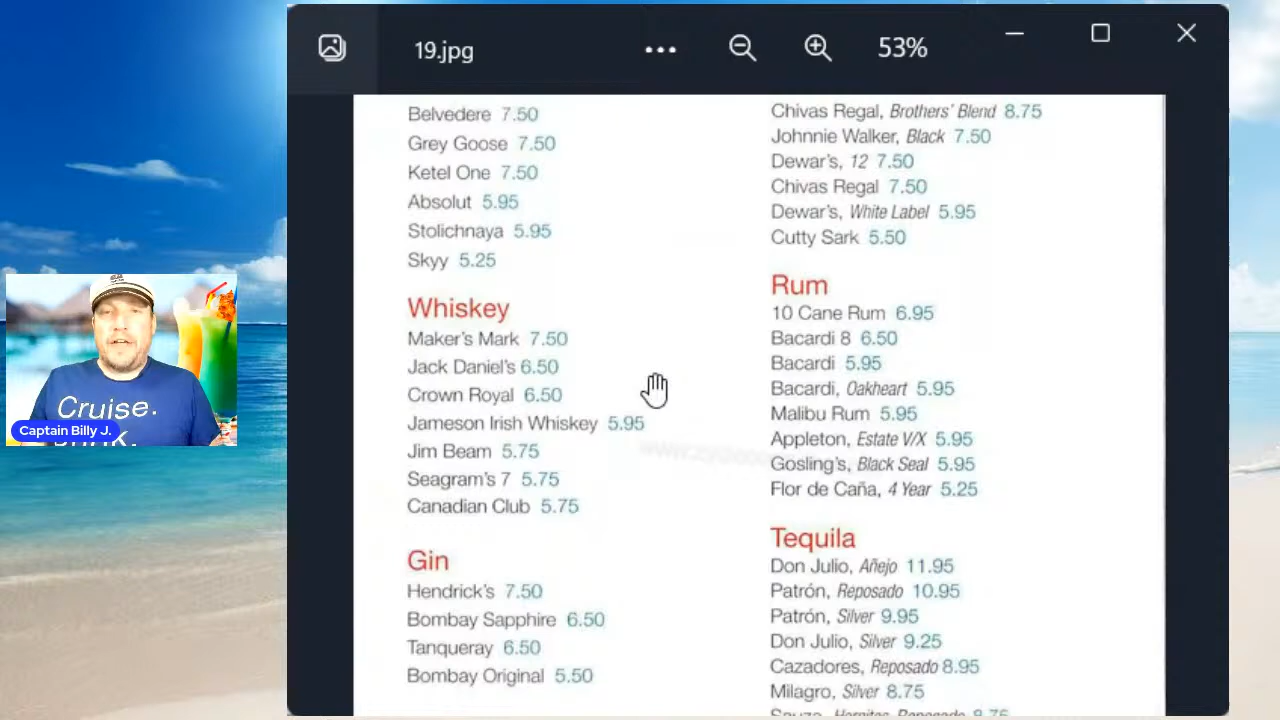 19.jpg
53%
Belvedere 7.50
Grey Goose 7.50
Ketel One 7.50
Absolut 5.95
Stolichnaya 5.95
Skyy 5.25
Whiskey
Maker's Mark 7.50
Jack Daniel's 6.50
Crown Royal 6.50
Jameson Irish Whiskey 5.95
Jim Beam 5.75
Seagram's 7 5.75
Canadian Club 5.75
Gin
Hendrick's 7.50
Bombay Sapphire 6.50
Tanqueray 6.50
Bombay Original 5.50
Chivas Regal, Brothers' Blend 8.75
Johnnie Walker, Black 7.50
Dewar's, 12 7.50
Chivas Regal 7.50
Dewar's, White Label 5.95
Cutty Sark 5.50
Rum
10 Cane Rum 6.95
Bacardi 8 6.50
Bacardi 5.95
Bacardi, Oakheart 5.95
Malibu Rum 5.95
Appleton, Estate V/X 5.95
Gosling's, Black Seal 5.95
Flor de Caña, 4 Year 5.25
Tequila
Don Julio, Añejo 11.95
Patrón, Reposado 10.95
Patrón, Silver 9.95
Don Julio, Silver 9.25
Cazadores, Reposado 8.95
Milagro, Silver 8.75
Cruise.
Captain Billy J.